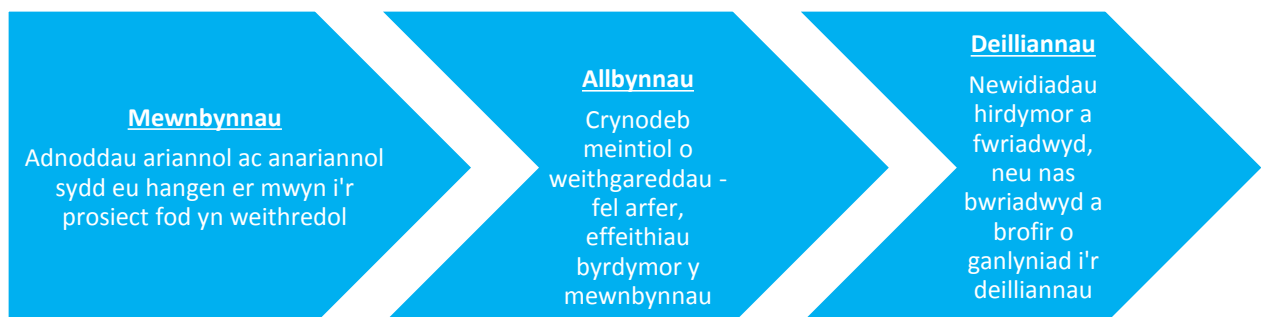 Mewnbynnau
Adnoddau ariannol ac anariannol
sydd eu hangen er mwyn i'r
prosiect fod yn weithredol
Allbynnau
Crynodeb
meintiol o
weithgareddau -
fel arfer,
effeithiau
byrdymor y
mewnbynnau
Deilliannau
Newidiadau
hirdymor a
fwriadwyd,
neu nas
bwriadwyd a
brofir o
ganlyniad i'r
deilliannau